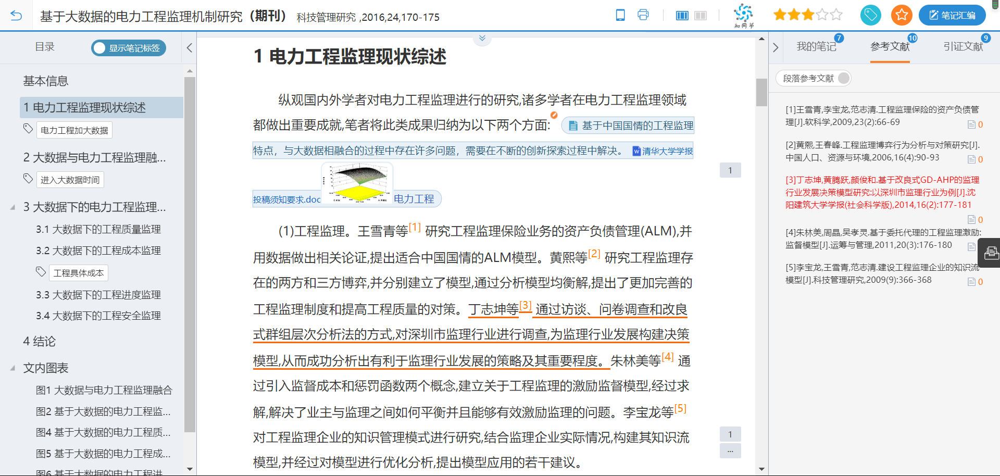 基于大数据的电力工程监理机制研究（期刊） 科技管理研究 ,2016,24,170-175
知网节
笔记汇编
目录
显示笔记标签
基本信息
1 电力工程监理现状综述
电力工程加大数据
2 大数据与电力工程监理融...
进入大数据时间
3 大数据下的电力工程监理...
3.1 大数据下的工程质量监理
3.2 大数据下的工程成本监理
工程具体成本
3.3 大数据下的工程进度监理
3.4 大数据下的工程安全监理
4 结论
文内图表
图1 大数据与电力工程监理融合
图2 基于大数据的电力工程监...
图4 基于大数据的电力工程质...
图5 基于大数据的电力工程成...
图6 基于大数据的电力工程进
1 电力工程监理现状综述
纵观国内外学者对电力工程监理进行的研究,诸多学者在电力工程监理领域
都做出重要成就,笔者将此类成果归纳为以下两个方面: 基于中国国情的工程监理
特点，与大数据相融合的过程中存在许多问题，需要在不断的创新探索过程中解决。 清华大学学报
投稿须知要求.doc 电力工程
1
(1)工程监理。王雪青等[1] 研究工程监理保险业务的资产负债管理(ALM),并
用数据做出相关论证,提出适合中国国情的ALM模型。黄熙等[2] 研究工程监理存
在的两方和三方博弈,并分别建立了模型,通过分析模型均衡解,提出了更加完善的
工程监理制度和提高工程质量的对策。丁志坤等[3] 通过访谈、问卷调查和改良
式群组层次分析法的方式,对深圳市监理行业进行调查,为监理行业发展构建决策
模型,从而成功分析出有利于监理行业发展的策略及其重要程度。朱林美等[4] 通
过引入监督成本和惩罚函数两个概念,建立关于工程监理的激励监督模型,经过求
解,解决了业主与监理之间如何平衡并且能够有效激励监理的问题。李宝龙等[5]
对工程监理企业的知识管理模式进行研究,结合监理企业实际情况,构建其知识流
模型,并经过对模型进行优化分析,提出模型应用的若干建议。
1
...
我的笔记 7
参考文献 10
引证文献 9
段落参考文献
[1]王雪青,李宝龙,范志清.工程监理保险的资产负债管
理[J].软科学,2009,23(2):66-69
0
[2]黄熙,王春峰.工程监理博弈行为分析与对策研究[J].
中国人口、资源与环境,2006,16(4):90-93
0
[3]丁志坤,黄腾跃,颜俊和.基于改良式GD-AHP的监理
行业发展决策模型研究:以深圳市监理行业为例[J].沈
阳建筑大学学报(社会科学版),2014,16(2):177-181
0
[4]朱林美,周晶,吴孝灵.基于委托代理的工程监理激励:
监督模型[J].运筹与管理,2011,20(3):176-180
[5]李宝龙,王雪青,范志清.建设工程监理企业的知识流
模型[J].科技管理研究,2009(9):366-368
0